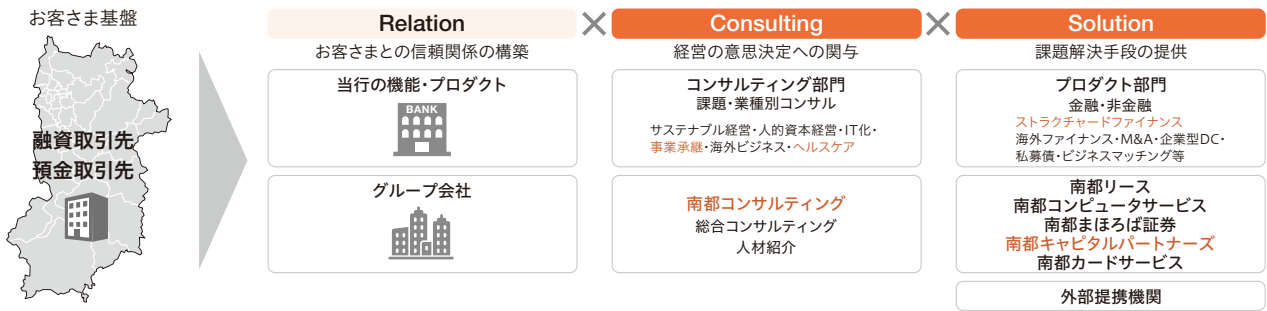 お客さま基盤
融資取引先
預金取引先
Relation
お客さまとの信頼関係の構築
当行の機能・プロダクト
BANK
グループ会社
×
Consulting
経営の意思決定への関与
コンサルティング部門
課題・業種別コンサル
サステナブル経営・人的資本経営・IT化・
事業承継・海外ビジネス・ヘルスケア
南都コンサルティング
総合コンサルティング
人材紹介
×
Solution
課題解決手段の提供
プロダクト部門
金融・非金融
ストラクチャードファイナンス
海外ファイナンス・M&A・企業型DC・
私募債・ビジネスマッチング等
南都リース
南都コンピュータサービス
南都まほろば証券
南都キャピタルパートナーズ
南都カードサービス
外部提携機関